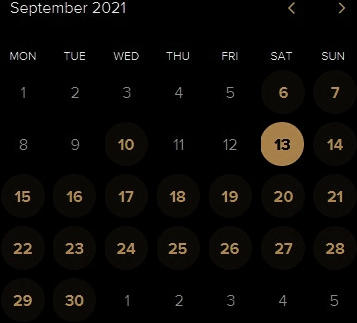 September 2021
MON TUE WED THU FRI SAT SUN
1 2 3 4 5 6 7
8 9 10 11 12 13 14
15 16 17 18 19 20 21
22 23 24 25 26 27 28
29 30 1 2 3 4 5